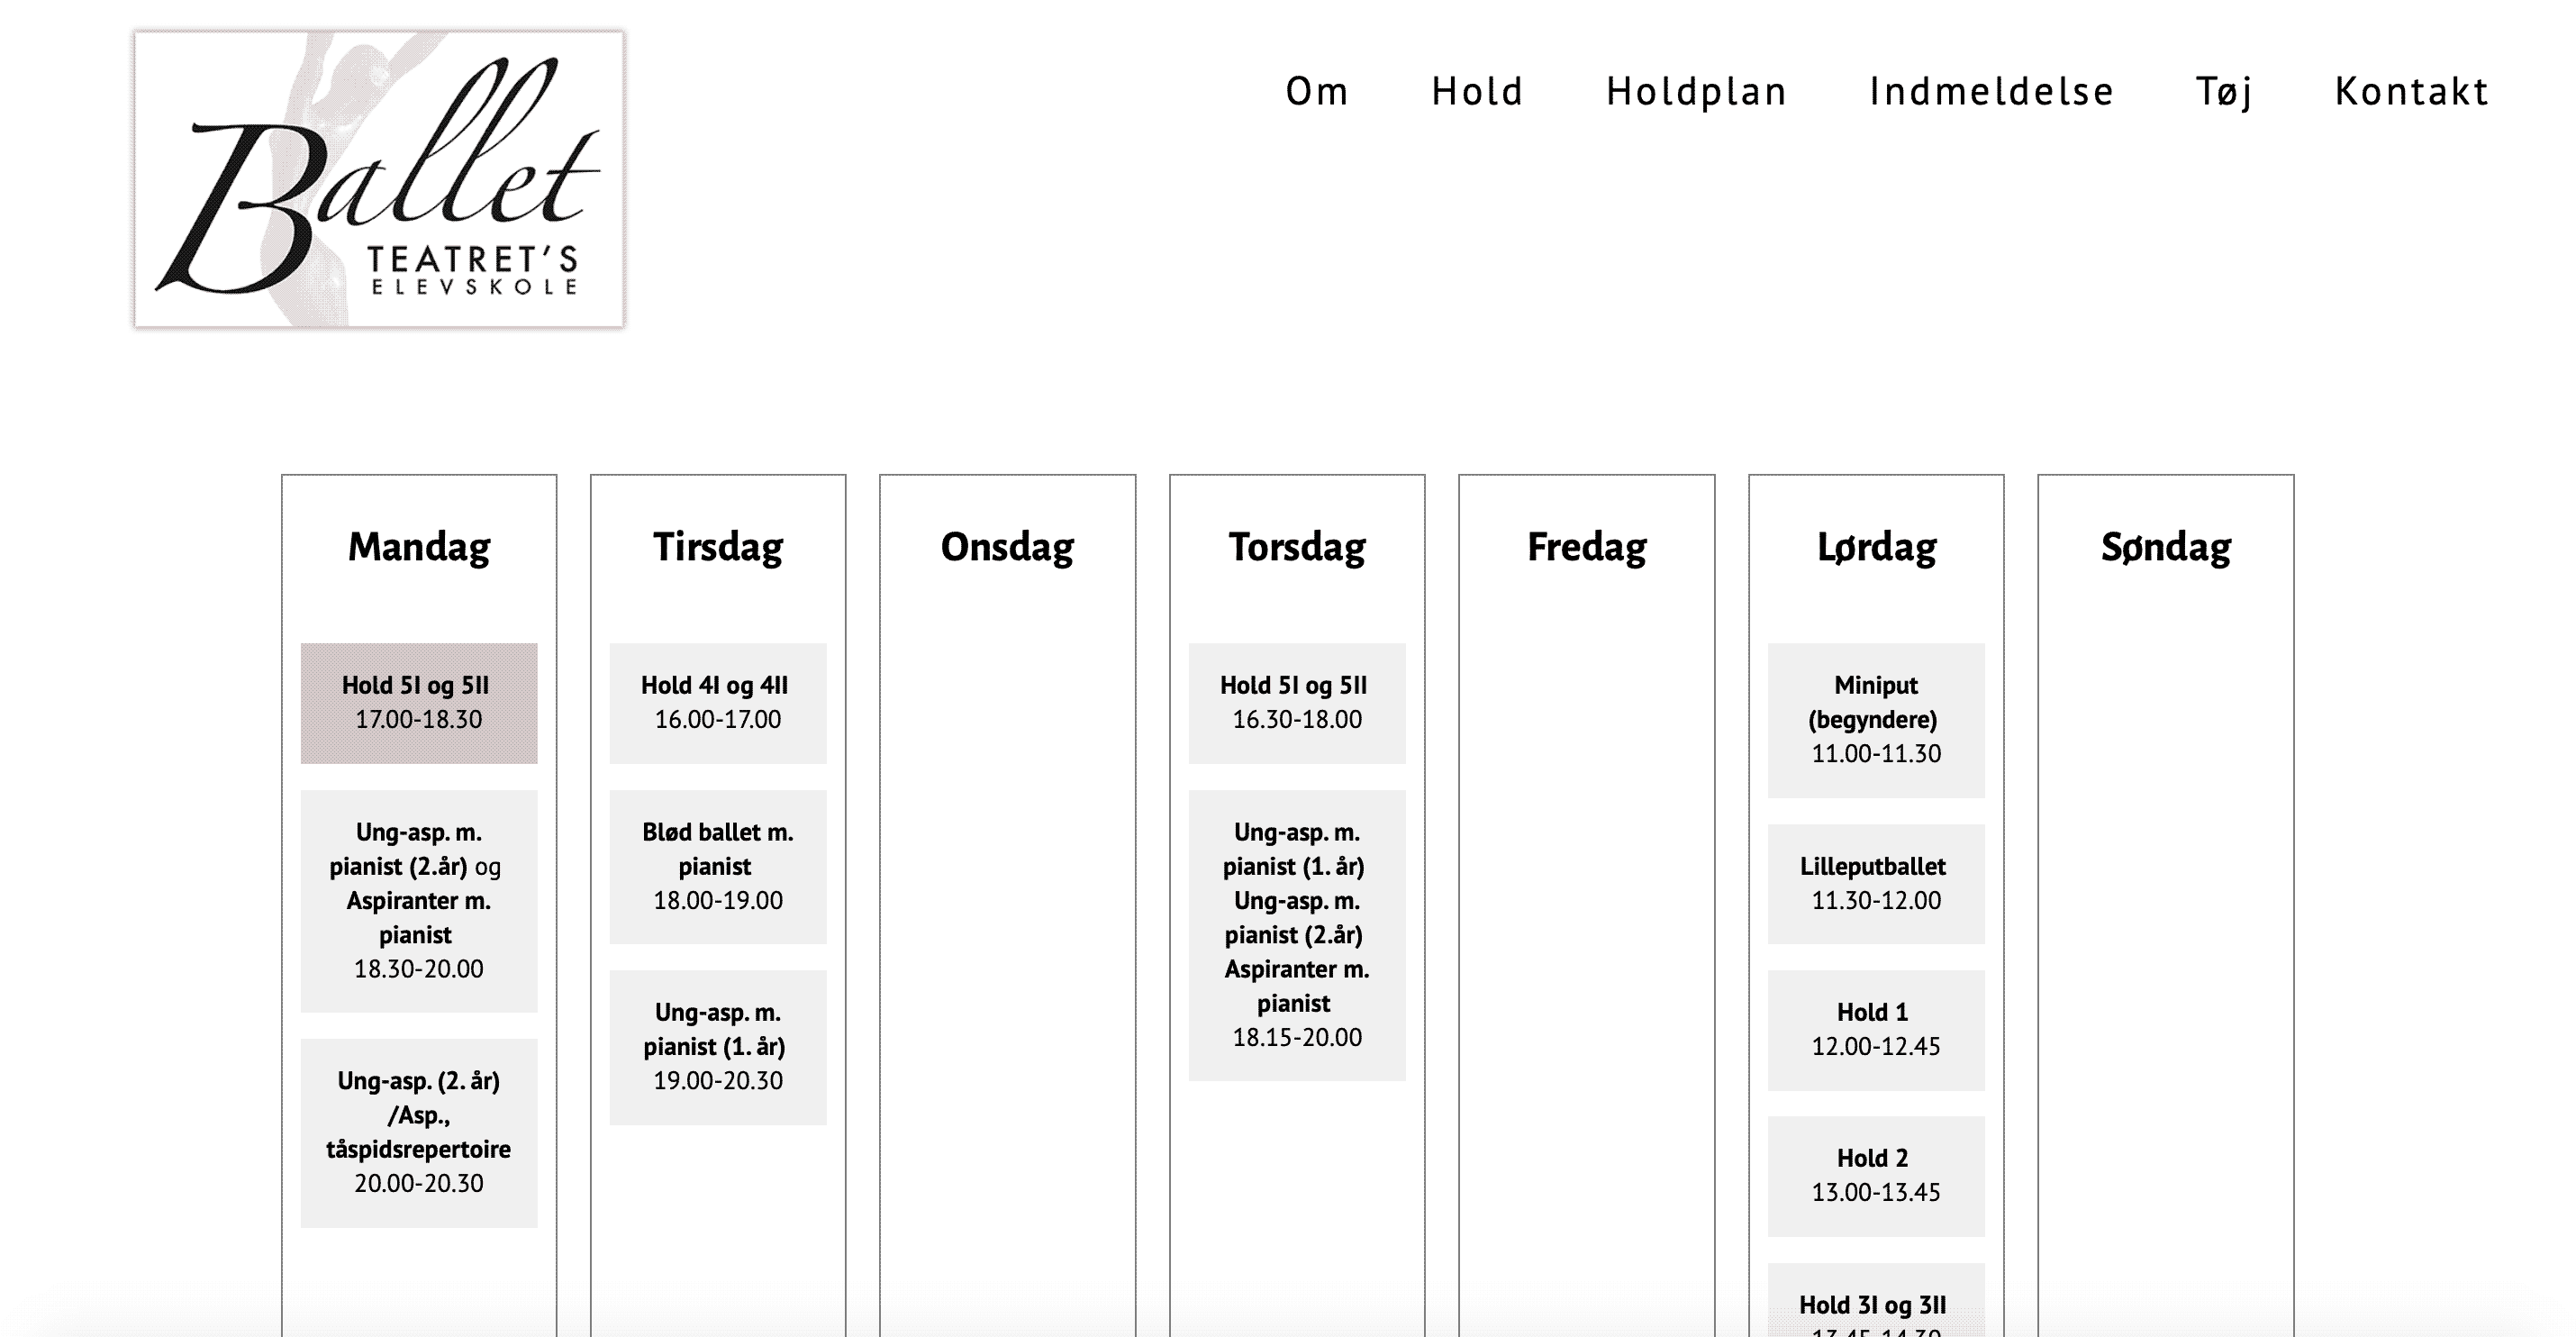 Ballet
TEATRET'S
ELEVSKOLE
Om Hold Holdplan Indmeldelse Tøj Kontakt
Mandag
Hold 5I og 5II
17.00-18.30
Ung-asp. m.
pianist (2.år) og
Aspiranter m.
pianist
18.30-20.00
Ung-asp. (2. år)
/Asp.,
tåspidsrepertoire
20.00-20.30
Tirsdag
Hold 4I og 4II
16.00-17.00
Blød ballet m.
pianist
18.00-19.00
Ung-asp. m.
pianist (1. år)
19.00-20.30
Onsdag
Torsdag
Hold 5I og 5II
16.30-18.00
Ung-asp. m.
pianist (1. år)
Ung-asp. m.
pianist (2.år)
Aspiranter m.
pianist
18.15-20.00
Fredag
Lørdag
Miniput
(begyndere)
11.00-11.30
Lilleputballet
11.30-12.00
Hold 1
12.00-12.45
Hold 2
13.00-13.45
Hold 3I og 3II
Søndag